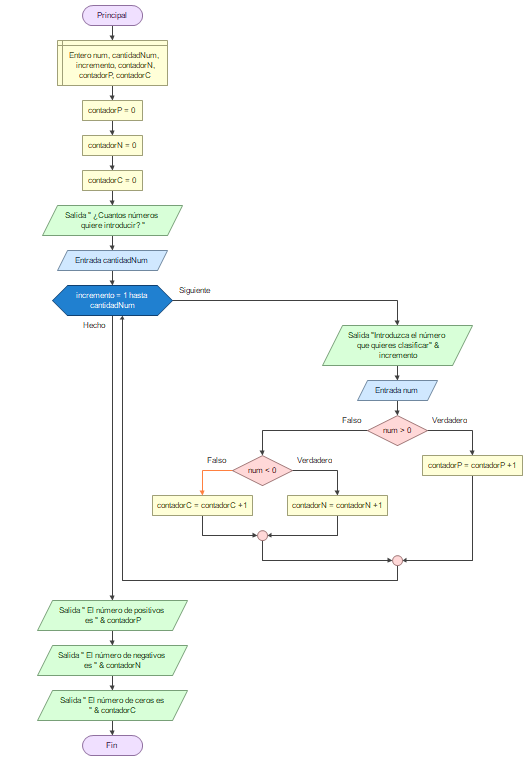 Principal
Entero num, cantidadNum,
incremento, contadorN,
contadorP, contadorC
contadorP = 0
contadorN = 0
contadorC = 0
Salida " ¿Cuantos números
quiere introducir? "
Entrada cantidadNum
incremento = 1 hasta
cantidadNum
Siguiente
Hecho
Salida "Introduzca el número
que quieres clasificar" &
incremento
Entrada num
Falso
num > 0
Verdadero
contadorP = contadorP +1
Falso
num < 0
Verdadero
contadorC = contadorC +1
contadorN = contadorN +1
Salida " El número de positivos
es " & contadorP
Salida " El número de negativos
es " & contadorN
Salida " El número de ceros es
" & contadorC
Fin